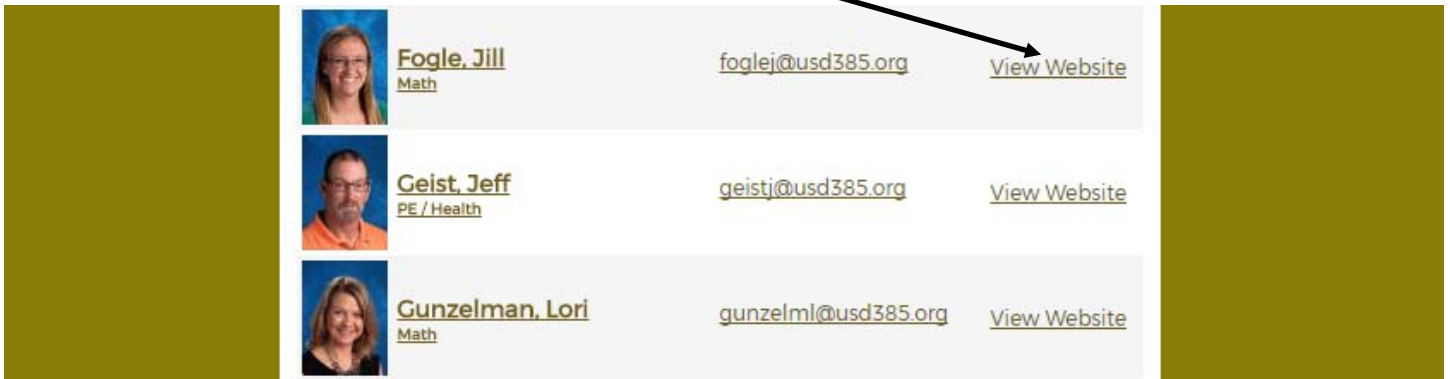 Fogle, Jill
Math
foglej@usd385.org
View Website
Geist, Jeff
PE / Health
geistj@usd385.org
View Website
Gunzelman, Lori
Math
gunzelml@usd385.org
View Website